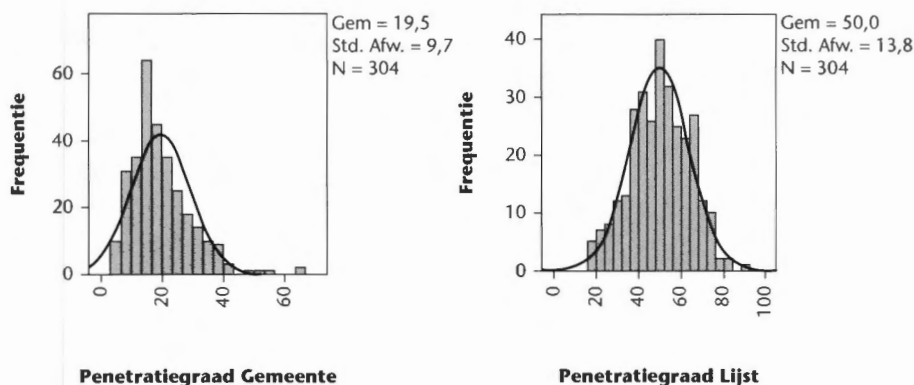 Gem = 19,5
Std. Afw. = 9,7
N = 304
Frequentie
60
40
20
0
0
20
40
60
Penetratiegraad Gemeente
Gem = 50,0
Std. Afw. = 13,8
N = 304
Frequentie
40
30
20
10
0
0
20
40
60
80
100
Penetratiegraad Lijst